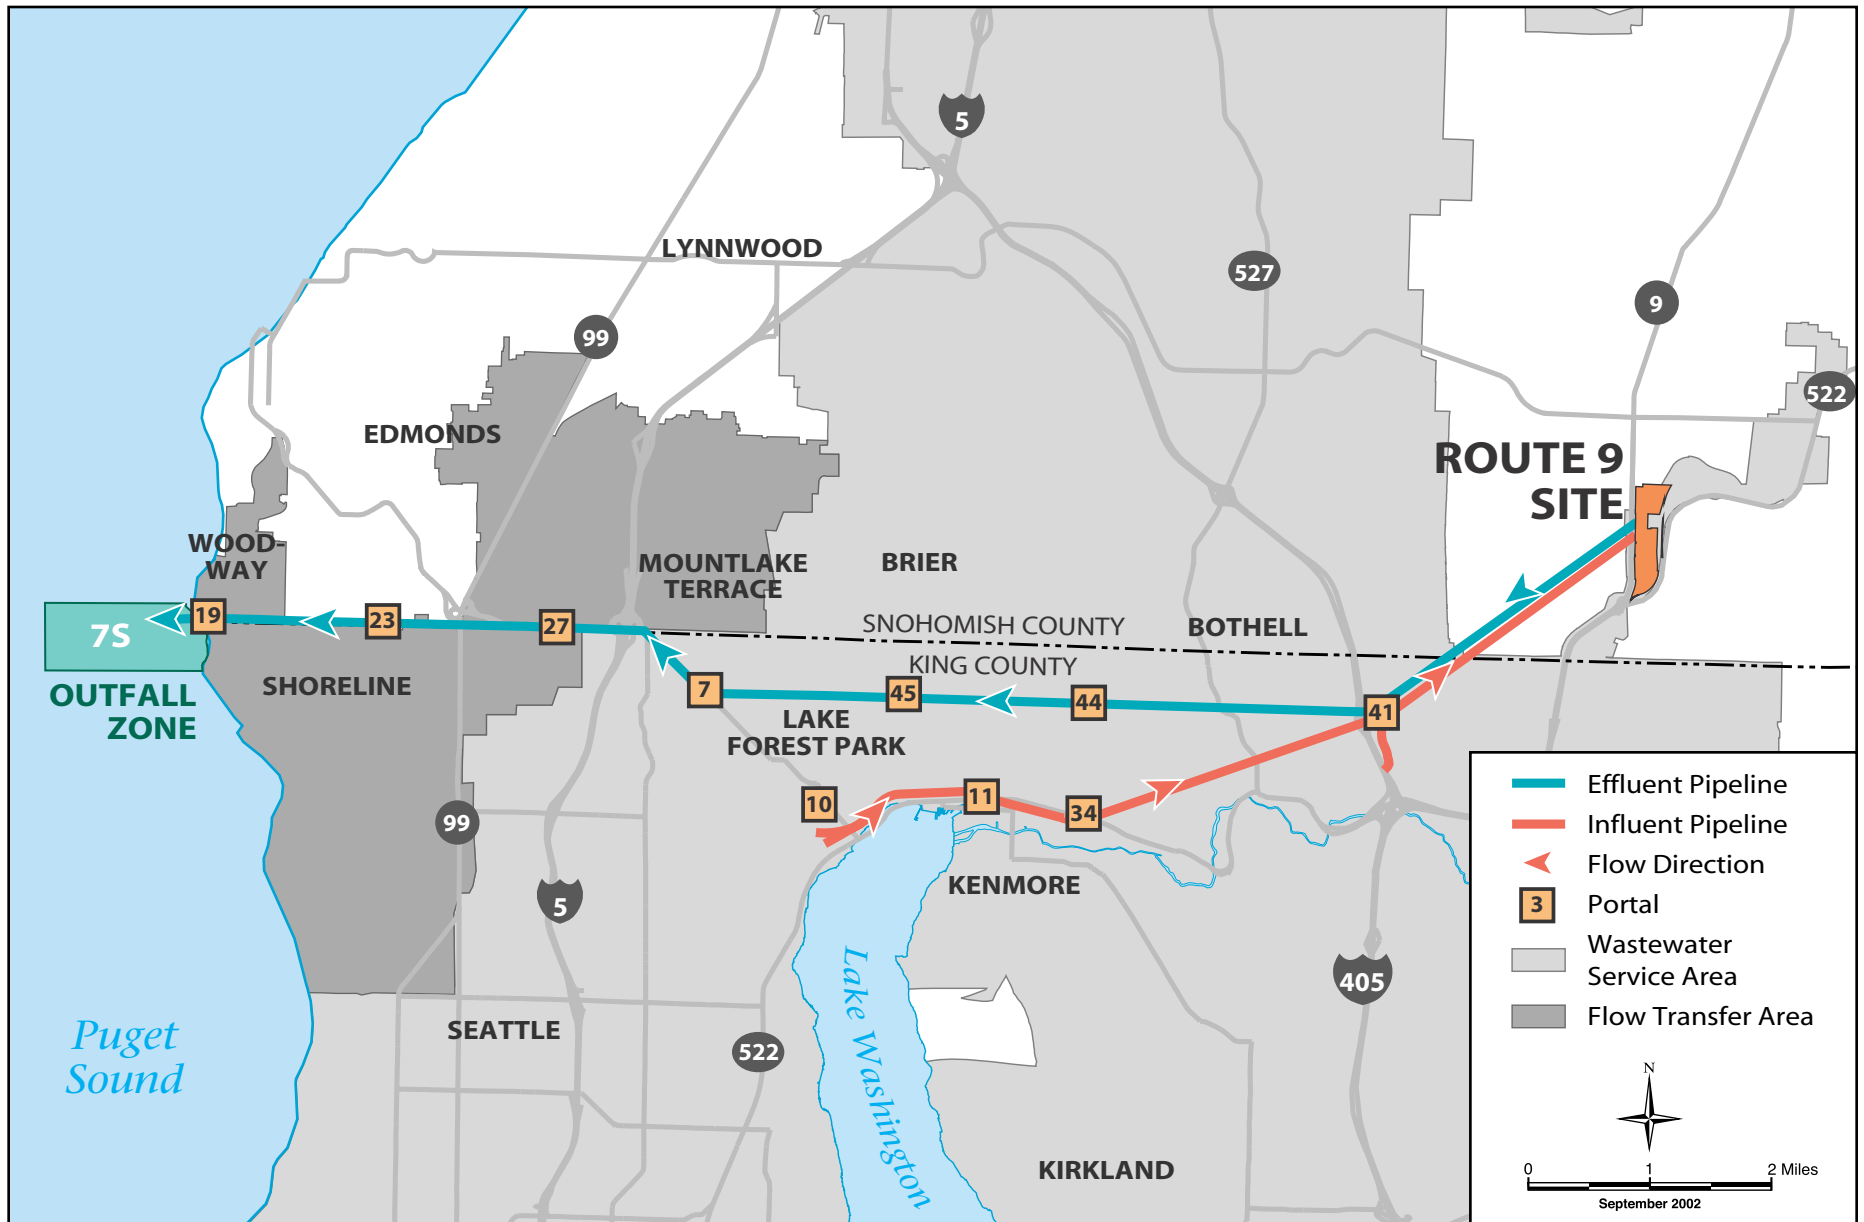 5
LYNNWOOD
527
9
99
522
EDMONDS
ROUTE 9
SITE
WOOD-
WAY
MOUNTLAKE
TERRACE
BRIER
19
23
27
SNOHOMISH COUNTY
BOTHELL
7S
KING COUNTY
OUTFALL
ZONE
SHORELINE
7
45
44
41
LAKE
FOREST PARK
10
11
34
99
KENMORE
5
405
Lake Washington
Puget
Sound
SEATTLE
522
KIRKLAND
Effluent Pipeline
Influent Pipeline
Flow Direction
3
Portal
Wastewater
Service Area
Flow Transfer Area
N
0 1 2 Miles
September 2002